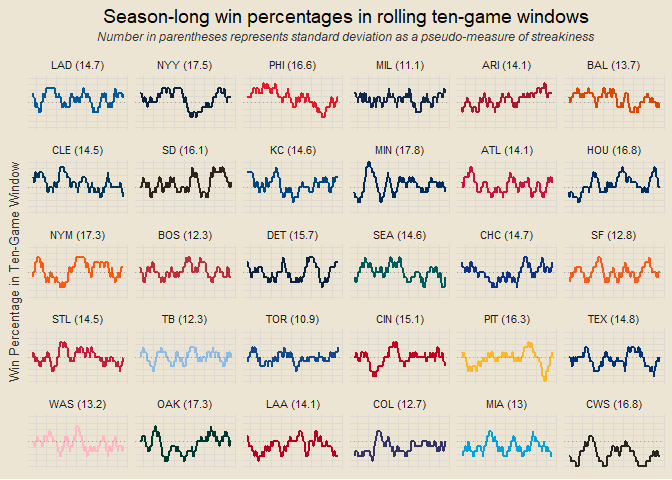 Season-long win percentages in rolling ten-game windows
Number in parentheses represents standard deviation as a pseudo-measure of streakiness
Win Percentage in Ten-Game Window
LAD (14.7) NYY (17.5) PHI (16.6) MIL (11.1) ARI (14.1) BAL (13.7)
CLE (14.5) SD (16.1) KC (14.6) MIN (17.8) ATL (14.1) HOU (16.8)
NYM (17.3) BOS (12.3) DET (15.7) SEA (14.6) CHC (14.7) SF (12.8)
STL (14.5) TB (12.3) TOR (10.9) CIN (15.1) PIT (16.3) TEX (14.8)
WAS (13.2) OAK (17.3) LAA (14.1) COL (12.7) MIA (13) CWS (16.8)